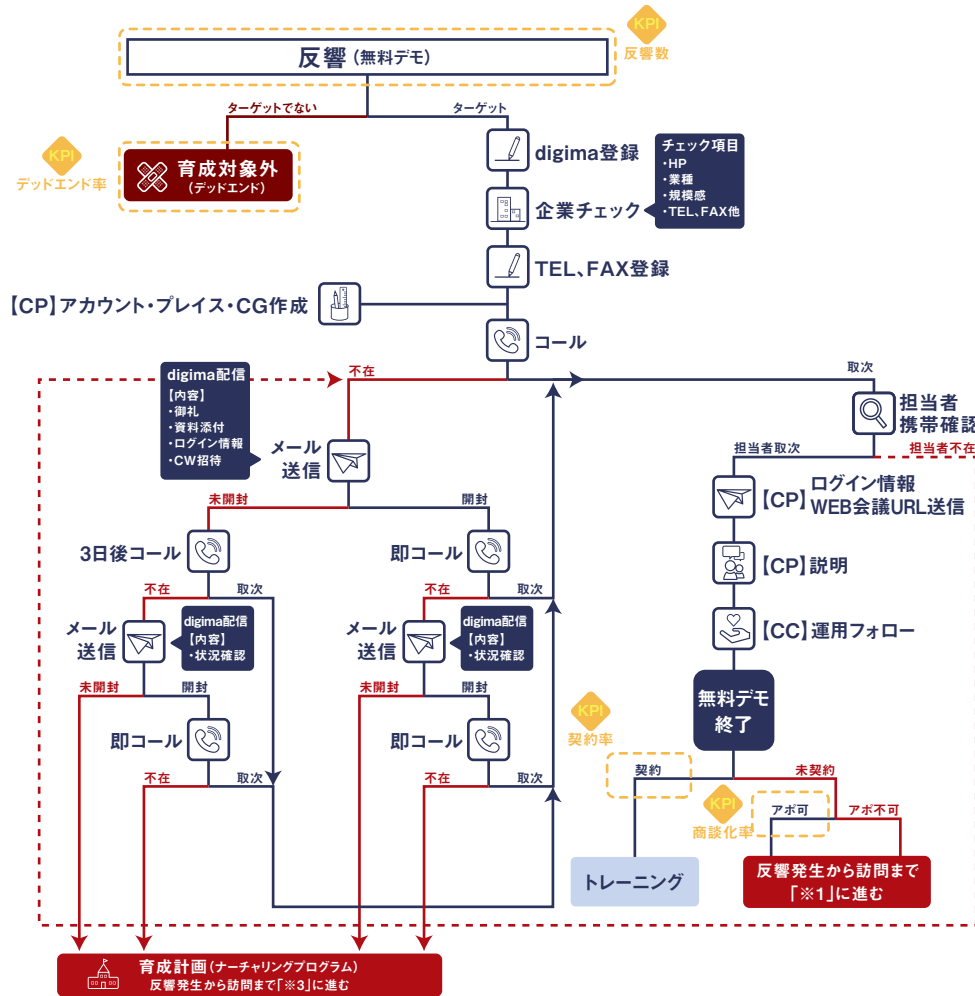 KPI
反響数
反響(無料デモ)
ターゲットでない
ターゲット
KPI
デッドエンド率
育成対象外
(デッドエンド)
digima登録
チェック項目
・HP
・業種
・規模感
・TEL、FAX他
企業チェック
TEL、FAX登録
【CP】アカウント・プレイス・CG作成
コール
不在
取次
digima配信
【内容】
・御礼
・資料添付
・ログイン情報
・CW招待
メール
送信
担当者
携帯確認
担当者取次
担当者不在
未開封
開封
【CP】
ログイン情報
WEB会議URL送信
3日後コール
即コール
【CP】説明
不在
取次
不在
取次
メール
送信
digima配信
【内容】
・状況確認
メール
送信
digima配信
【内容】
・状況確認
【CC】運用フォロー
未開封
開封
未開封
開封
無料デモ
終了
即コール
即コール
KPI
契約率
不在
取次
不在
取次
契約
未契約
KPI
商談化率
アポ可
アポ不可
トレーニング
反響発生から訪問まで
「※1」に進む
育成計画(ナーチャリングプログラム)
反響発生から訪問まで「※3」に進む